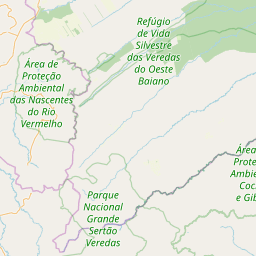 Refúgio
de Vida
Silvestre
das Veredas
do Oeste
Baiano
Área de
Proteção
Ambiental
das Nascentes
do Rio
Vermelho
Parque
Nacional
Grande
Sertão
Veredas
Área
Prote
Ambie
Coc
e Gib